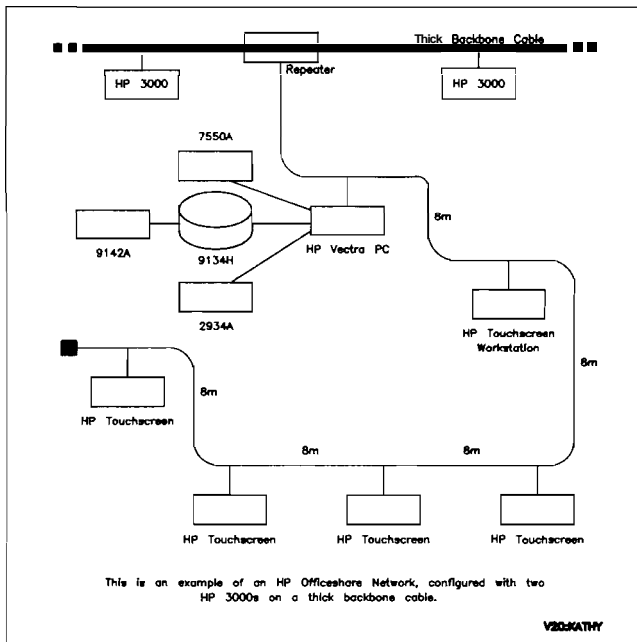 Thick Backbone Cable
Repeater
HP 3000
HP 3000
7550A
8m
9142A
9134H
HP Vectra PC
2934A
HP Touchscreen
Workstation
8m
8m
HP Touchscreen
8m
8m
HP Touchscreen
HP Touchscreen
HP Touchscreen
This is an example of an HP Officeshare Network, configured with two
HP 3000s on a thick backbone cable.
V20:KATHY